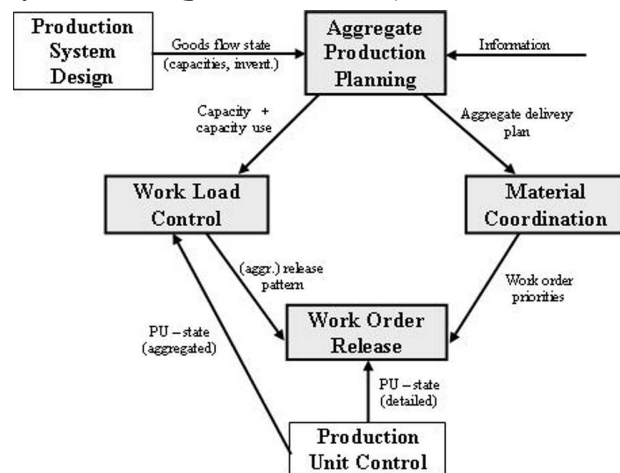 Production
System
Design
Goods flow state
(capacities, invent.)
Aggregate
Production
Planning
Information
Capacity +
capacity use
Aggregate delivery
plan
Work Load
Control
Material
Coordination
(aggr.) release
pattern
Work order
priorities
Work Order
Release
PU – state
(aggregated)
PU – state
(detailed)
Production
Unit Control